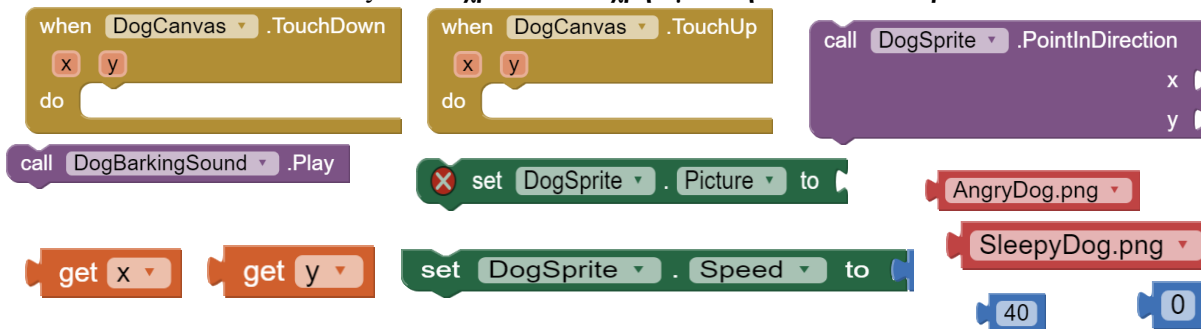 when DogCanvas .TouchDown
x y
do
when DogCanvas .TouchUp
x y
do
call DogSprite .PointInDirection
x
y
call DogBarkingSound .Play
set DogSprite . Picture to
AngryDog.png
SleepyDog.png
get x
get y
set DogSprite . Speed to
40
0